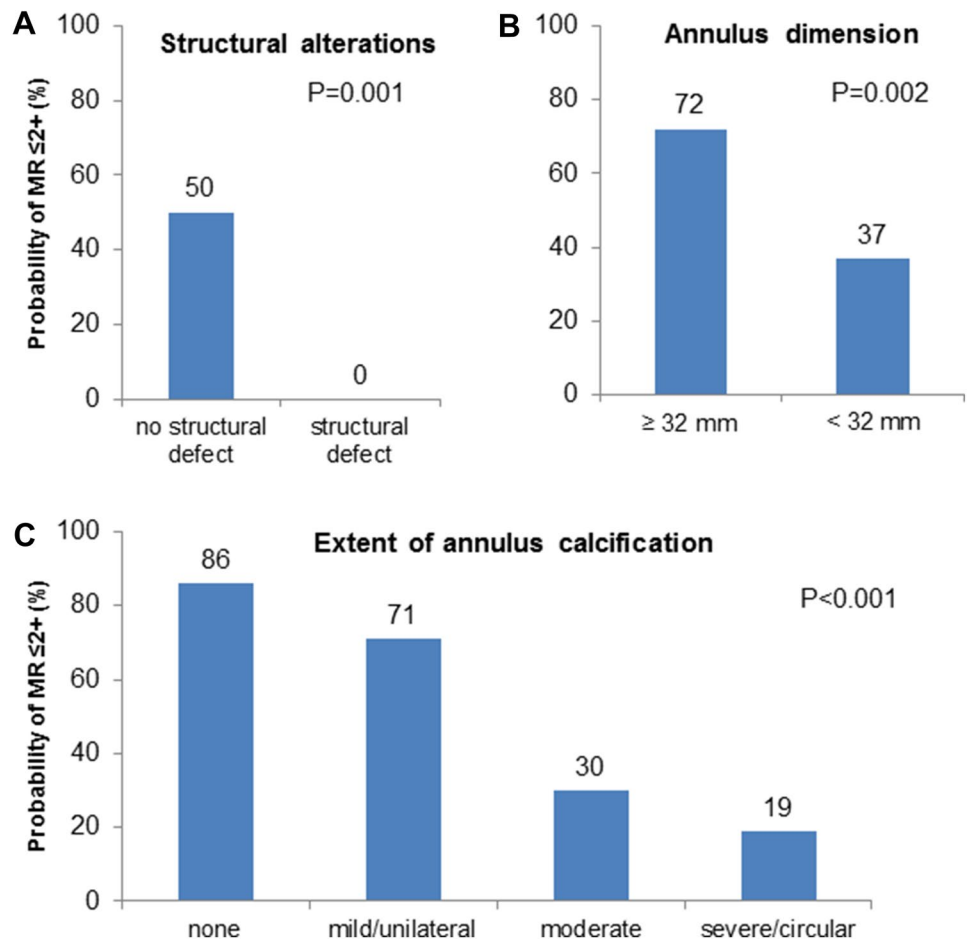 A
Structural alterations
P=0.001
Probability of MR ≤2+ (%)
100
80
60
40
20
0
50
0
no structural
defect
structural
defect
B
Annulus dimension
P=0.002
100
80
60
40
20
0
72
37
≥ 32 mm
< 32 mm
C
Extent of annulus calcification
P<0.001
Probability of MR ≤2+ (%)
100
80
60
40
20
0
86
71
30
19
none
mild/unilateral
moderate
severe/circular